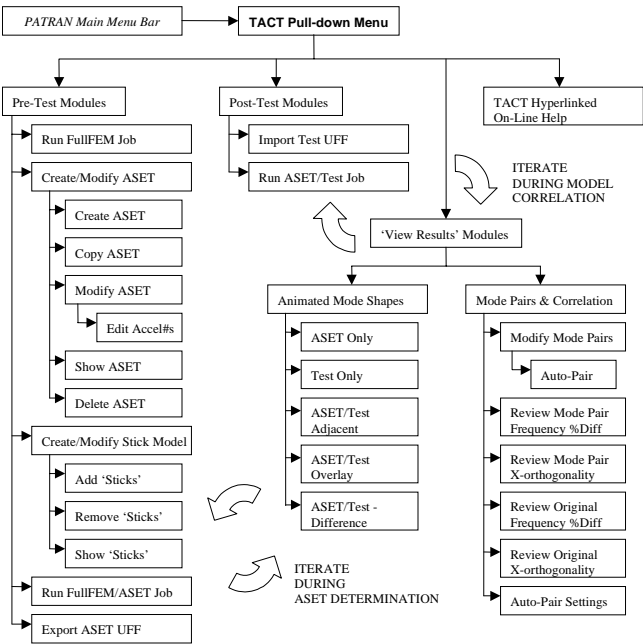 PATRAN Main Menu Bar
TACT Pull-down Menu
Pre-Test Modules
Run FullFEM Job
Create/Modify ASET
Create ASET
Copy ASET
Modify ASET
Edit Accel#s
Show ASET
Delete ASET
Create/Modify Stick Model
Add ‘Sticks’
Remove ‘Sticks’
Show ‘Sticks’
Run FullFEM/ASET Job
Export ASET UFF
Post-Test Modules
Import Test UFF
Run ASET/Test Job
TACT Hyperlinked
On-Line Help
ITERATE
DURING MODEL
CORRELATION
‘View Results’ Modules
Animated Mode Shapes
ASET Only
Test Only
ASET/Test
Adjacent
ASET/Test
Overlay
ASET/Test -
Difference
Mode Pairs & Correlation
Modify Mode Pairs
Auto-Pair
Review Mode Pair
Frequency %Diff
Review Mode Pair
X-orthogonality
Review Original
Frequency %Diff
Review Original
X-orthogonality
Auto-Pair Settings
ITERATE
DURING
ASET DETERMINATION